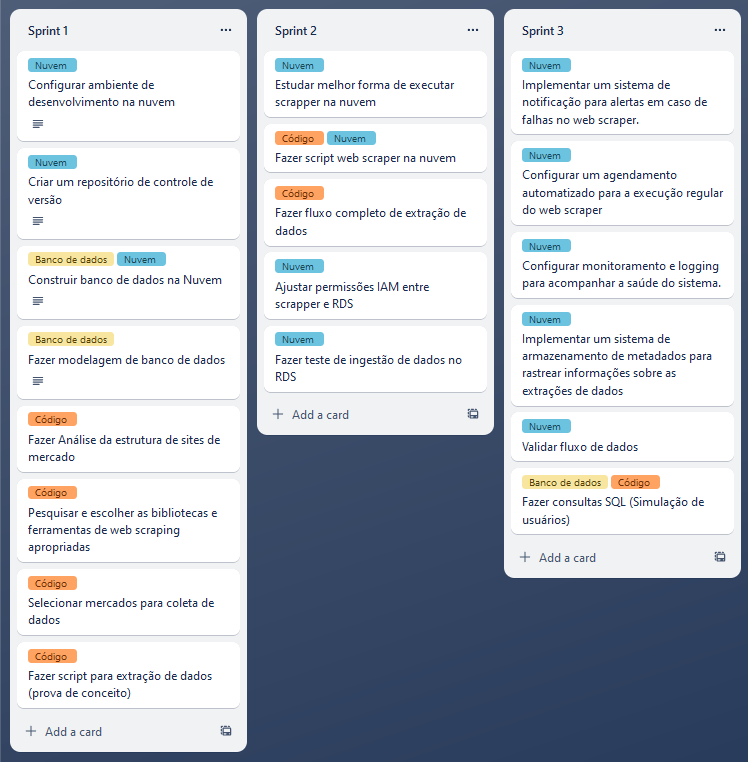 Sprint 1
Nuvem
Configurar ambiente de
desenvolvimento na nuvem
Nuvem
Criar um repositório de controle de
versão
Banco de dados Nuvem
Construir banco de dados na Nuvem
Banco de dados
Fazer modelagem de banco de dados
Código
Fazer Análise da estrutura de sites de
mercado
Código
Pesquisar e escolher as bibliotecas e
ferramentas de web scraping
apropriadas
Código
Selecionar mercados para coleta de
dados
Código
Fazer script para extração de dados
(prova de conceito)
Add a card
Sprint 2
Nuvem
Estudar melhor forma de executar
scrapper na nuvem
Código Nuvem
Fazer script web scraper na nuvem
Código
Fazer fluxo completo de extração de
dados
Nuvem
Ajustar permissões IAM entre
scrapper e RDS
Nuvem
Fazer teste de ingestão de dados no
RDS
Add a card
Sprint 3
Nuvem
Implementar um sistema de
notificação para alertas em caso de
falhas no web scraper.
Nuvem
Configurar um agendamento
automatizado para a execução regular
do web scraper
Nuvem
Configurar monitoramento e logging
para acompanhar a saúde do sistema.
Nuvem
Implementar um sistema de
armazenamento de metadados para
rastrear informações sobre as
extrações de dados
Nuvem
Validar fluxo de dados
Banco de dados Código
Fazer consultas SQL (Simulação de
usuários)
Add a card